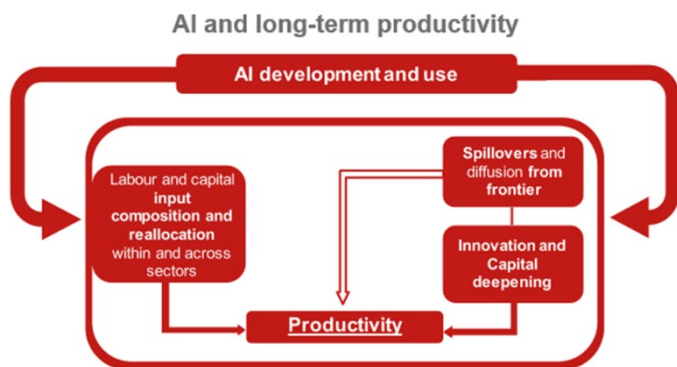 AI and long-term productivity
AI development and use
Labour and capital
input
composition and
reallocation
within and across
sectors
Spillovers and
diffusion from
frontier
Innovation and
Capital
deepening
Productivity